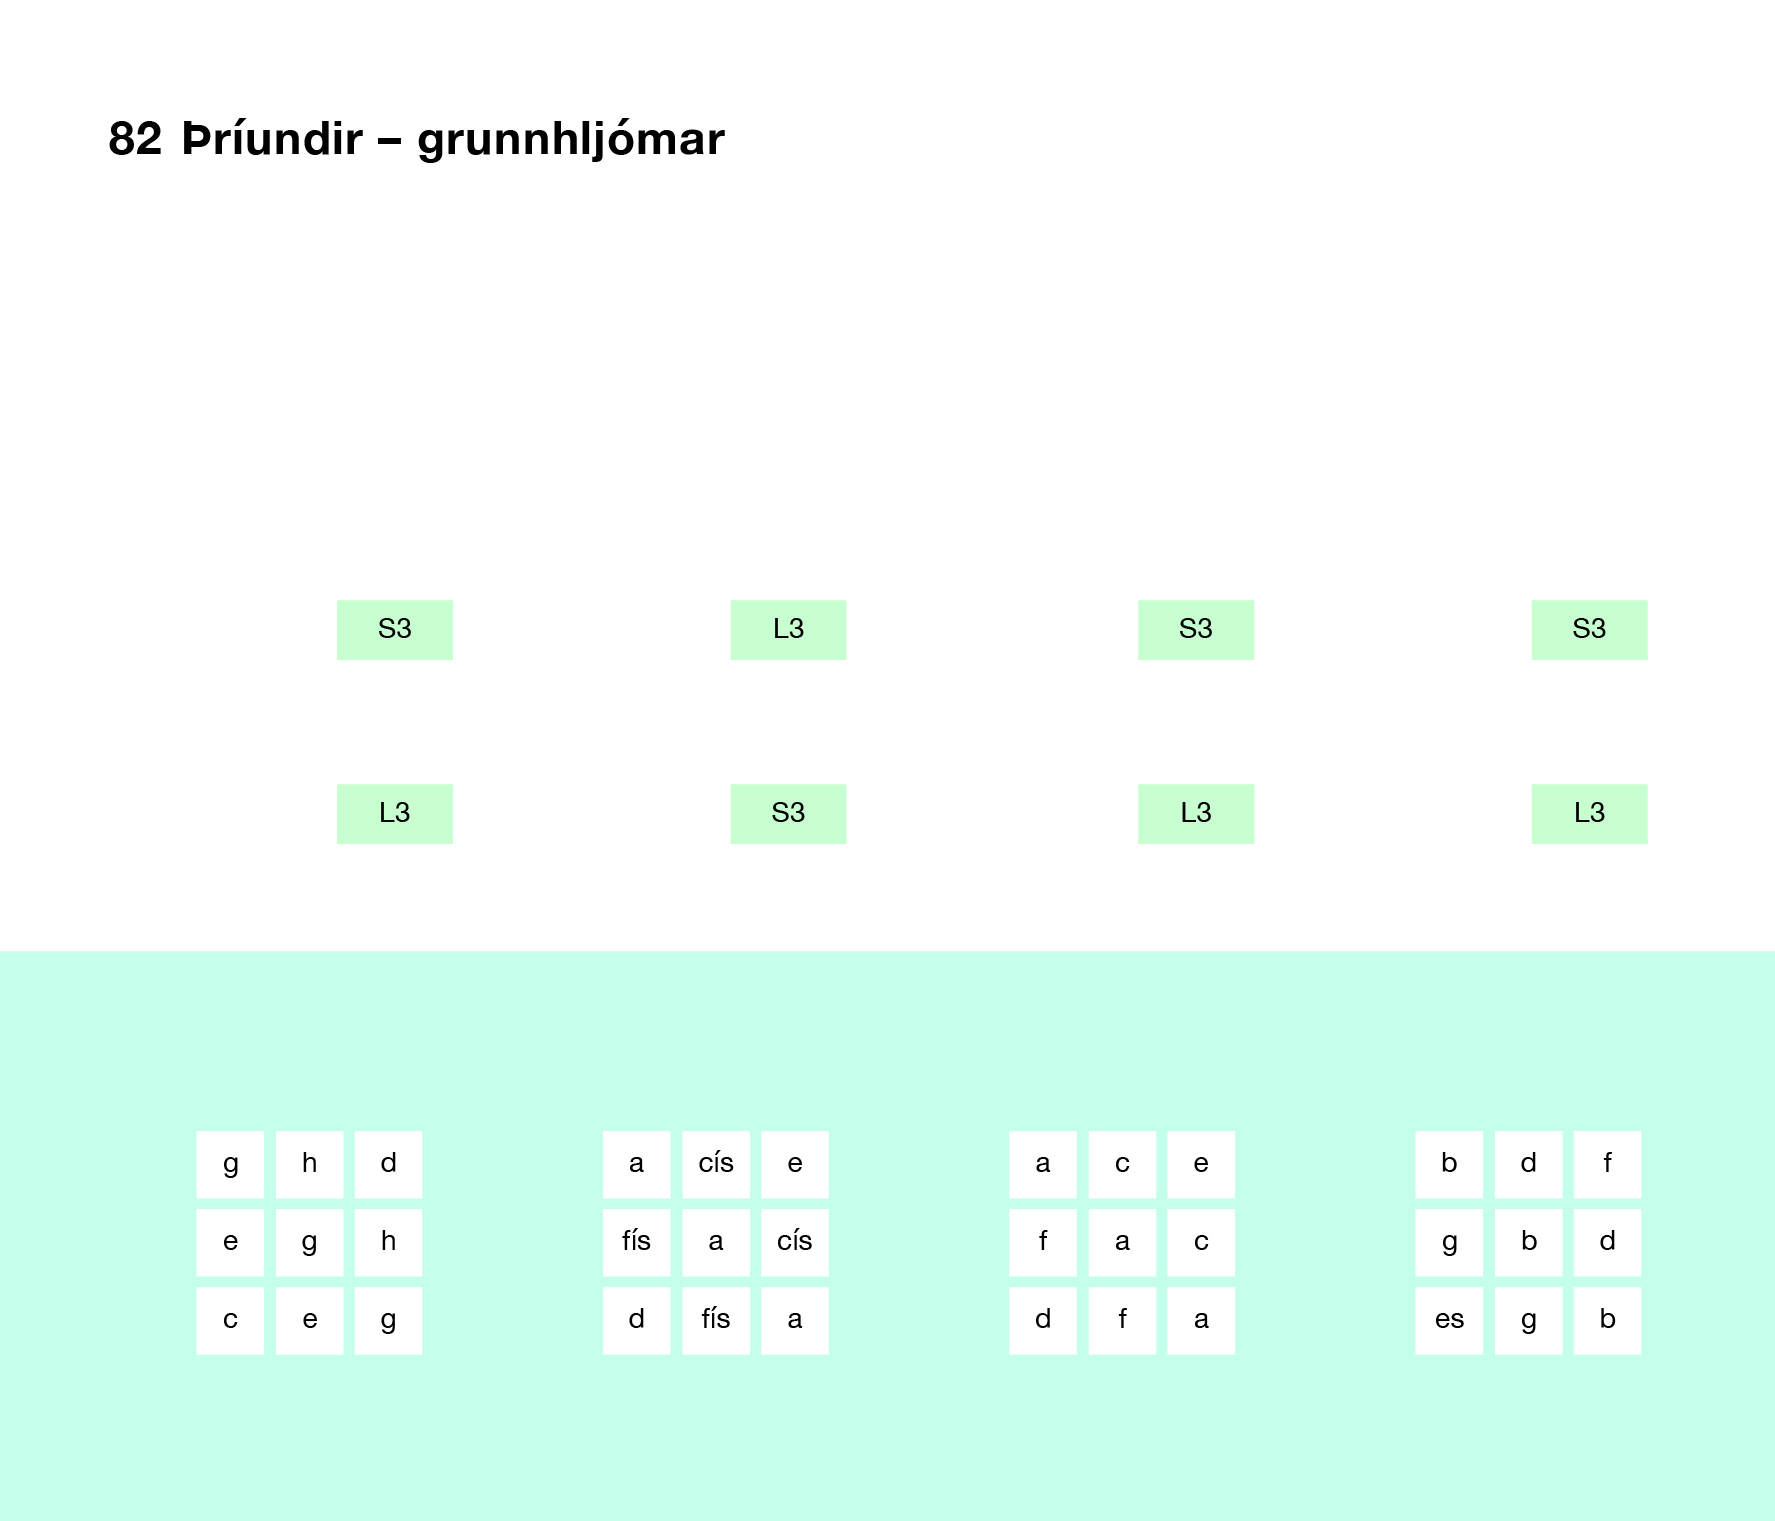 82 Þríundir – grunnhljómar
S3 L3 S3 S3
L3 S3 L3 L3
g h d a cís e a c e b d f
e g h fís a cís f a c g b d
c e g d fís a d f a es g b